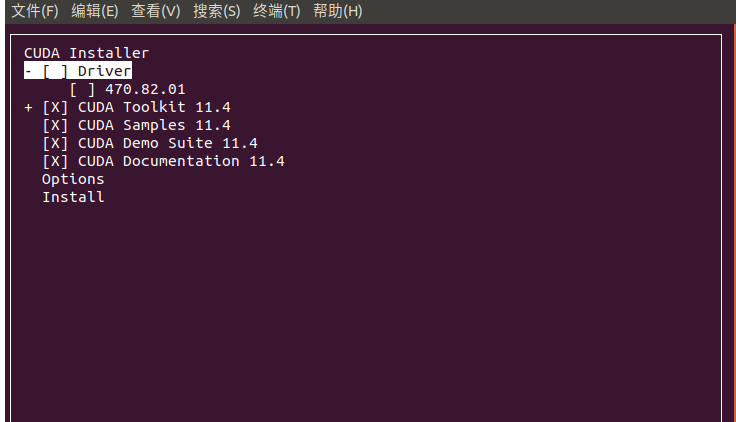 文件(F) 编辑(E) 查看(V) 搜索(S) 终端(T) 帮助(H)
CUDA Installer
- [ ] Driver
[ ] 470.82.01
+ [X] CUDA Toolkit 11.4
[X] CUDA Samples 11.4
[X] CUDA Demo Suite 11.4
[X] CUDA Documentation 11.4
Options
Install